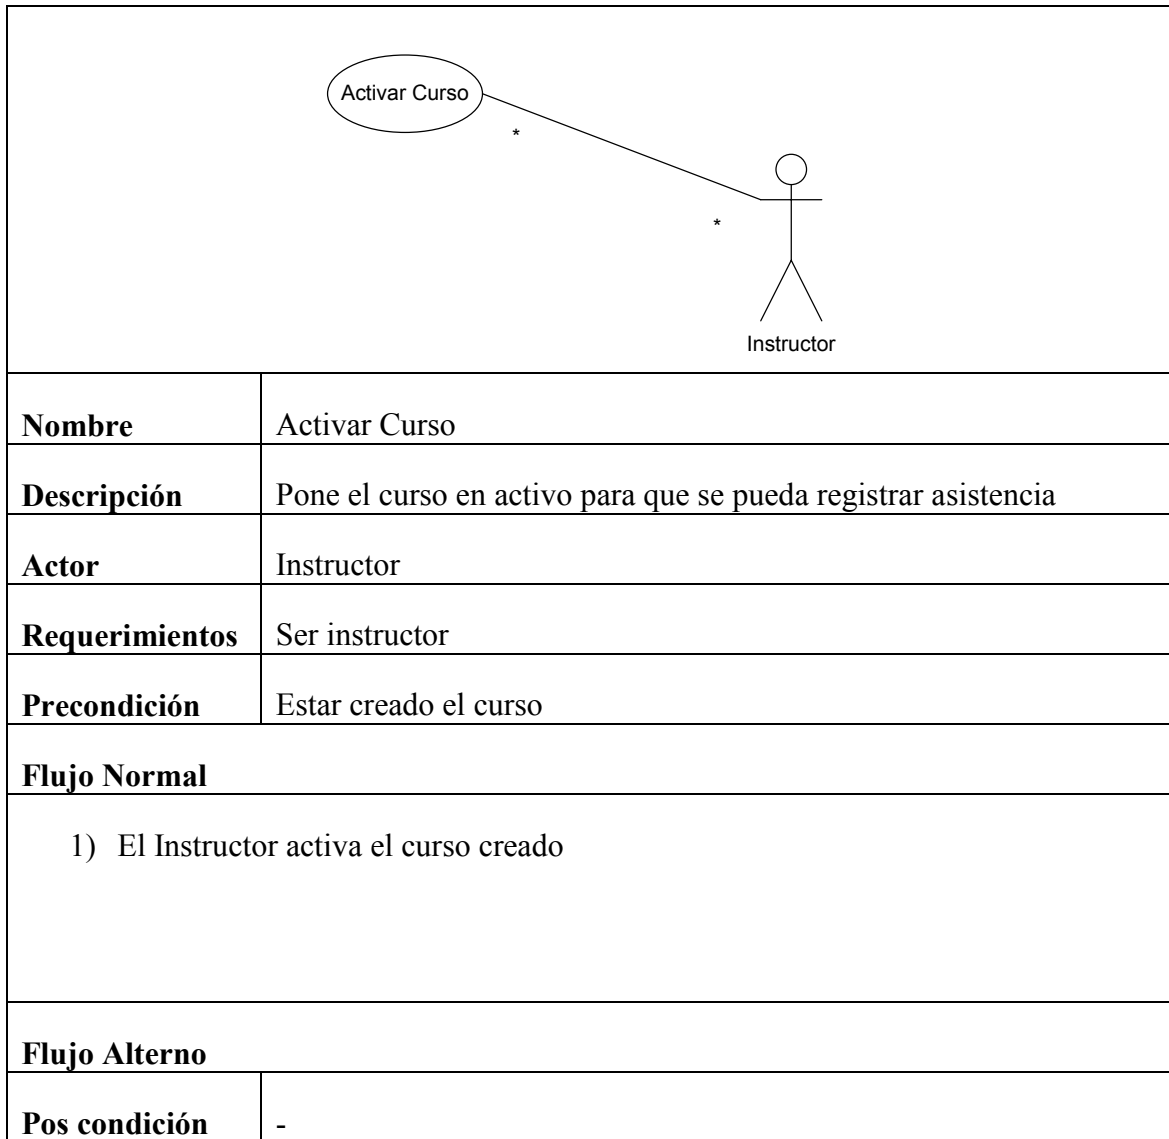 Activar Curso
*
*
Instructor
Nombre Activar Curso
Descripción Pone el curso en activo para que se pueda registrar asistencia
Actor Instructor
Requerimientos Ser instructor
Precondición Estar creado el curso
Flujo Normal
1) El Instructor activa el curso creado
Flujo Alterno
Pos condición -